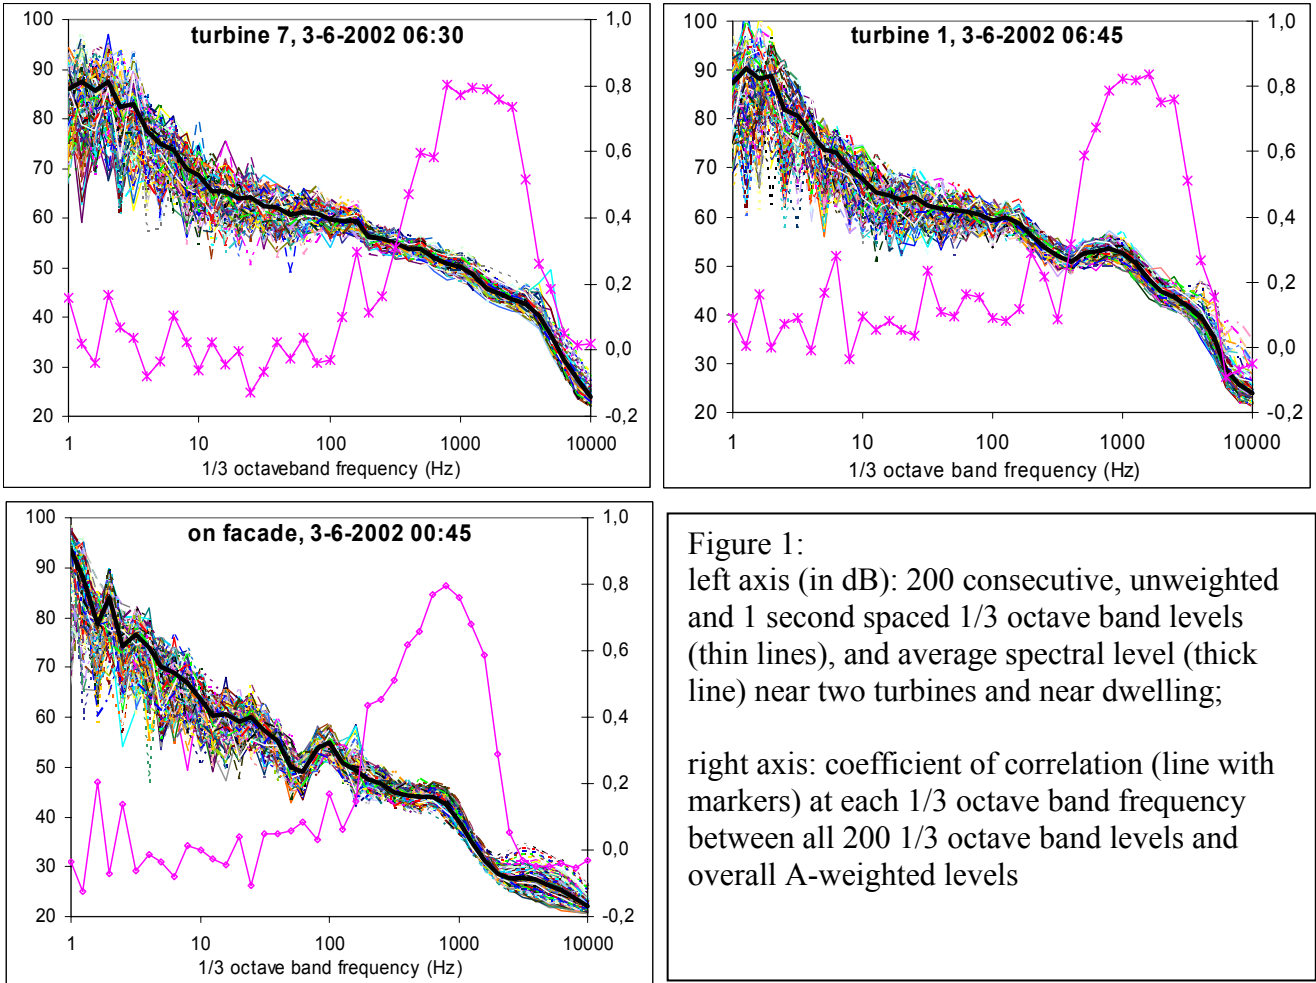 turbine 7, 3-6-2002 06:30
90
80
70
60
50
40
30
20
1,0
0,8
0,6
0,4
0,2
0,0
-0,2
1 10 100 1000 10000
1/3 octaveband frequency (Hz)
turbine 1, 3-6-2002 06:45
100
90
80
70
60
50
40
30
20
1,0
0,8
0,6
0,4
0,2
0,0
-0,2
1 10 100 1000 10000
1/3 octave band frequency (Hz)
on facade, 3-6-2002 00:45
100
90
80
70
60
50
40
30
20
1,0
0,8
0,6
0,4
0,2
0,0
-0,2
1 10 100 1000 10000
1/3 octave band frequency (Hz)
Figure 1:
left axis (in dB): 200 consecutive, unweighted
and 1 second spaced 1/3 octave band levels
(thin lines), and average spectral level (thick
line) near two turbines and near dwelling;
right axis: coefficient of correlation (line with
markers) at each 1/3 octave band frequency
between all 200 1/3 octave band levels and
overall A-weighted levels